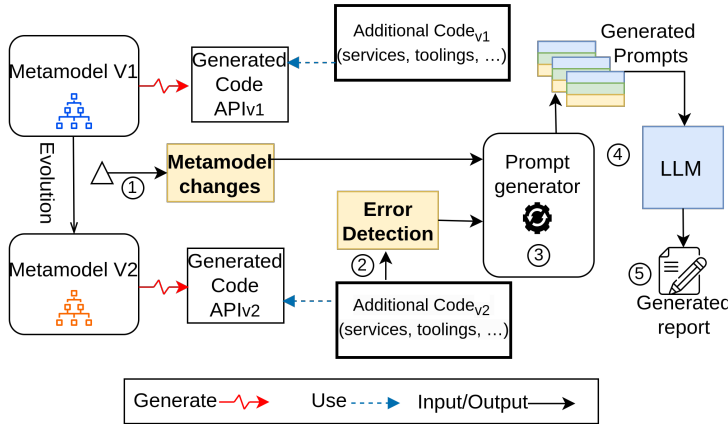 Metamodel V1
Generated
Code
APIv1
Additional Codev1
(services, toolings, ...)
Generated
Prompts
Evolution
1
Metamodel
changes
Prompt
generator
3
4
LLM
Error
Detection
2
Metamodel V2
Generated
Code
APIv2
Additional Codev2
(services, toolings, ...)
5
Generated
report
Generate
Use
Input/Output